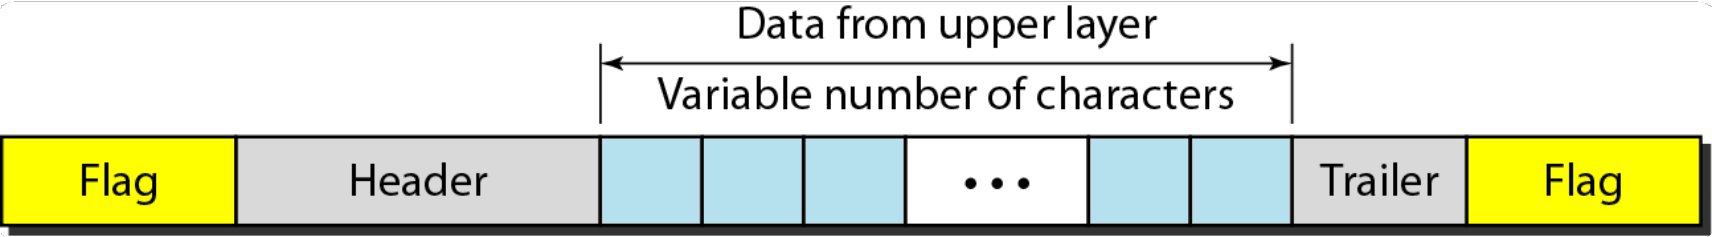 Data from upper layer
Variable number of characters
Flag
Header
•••
Trailer
Flag